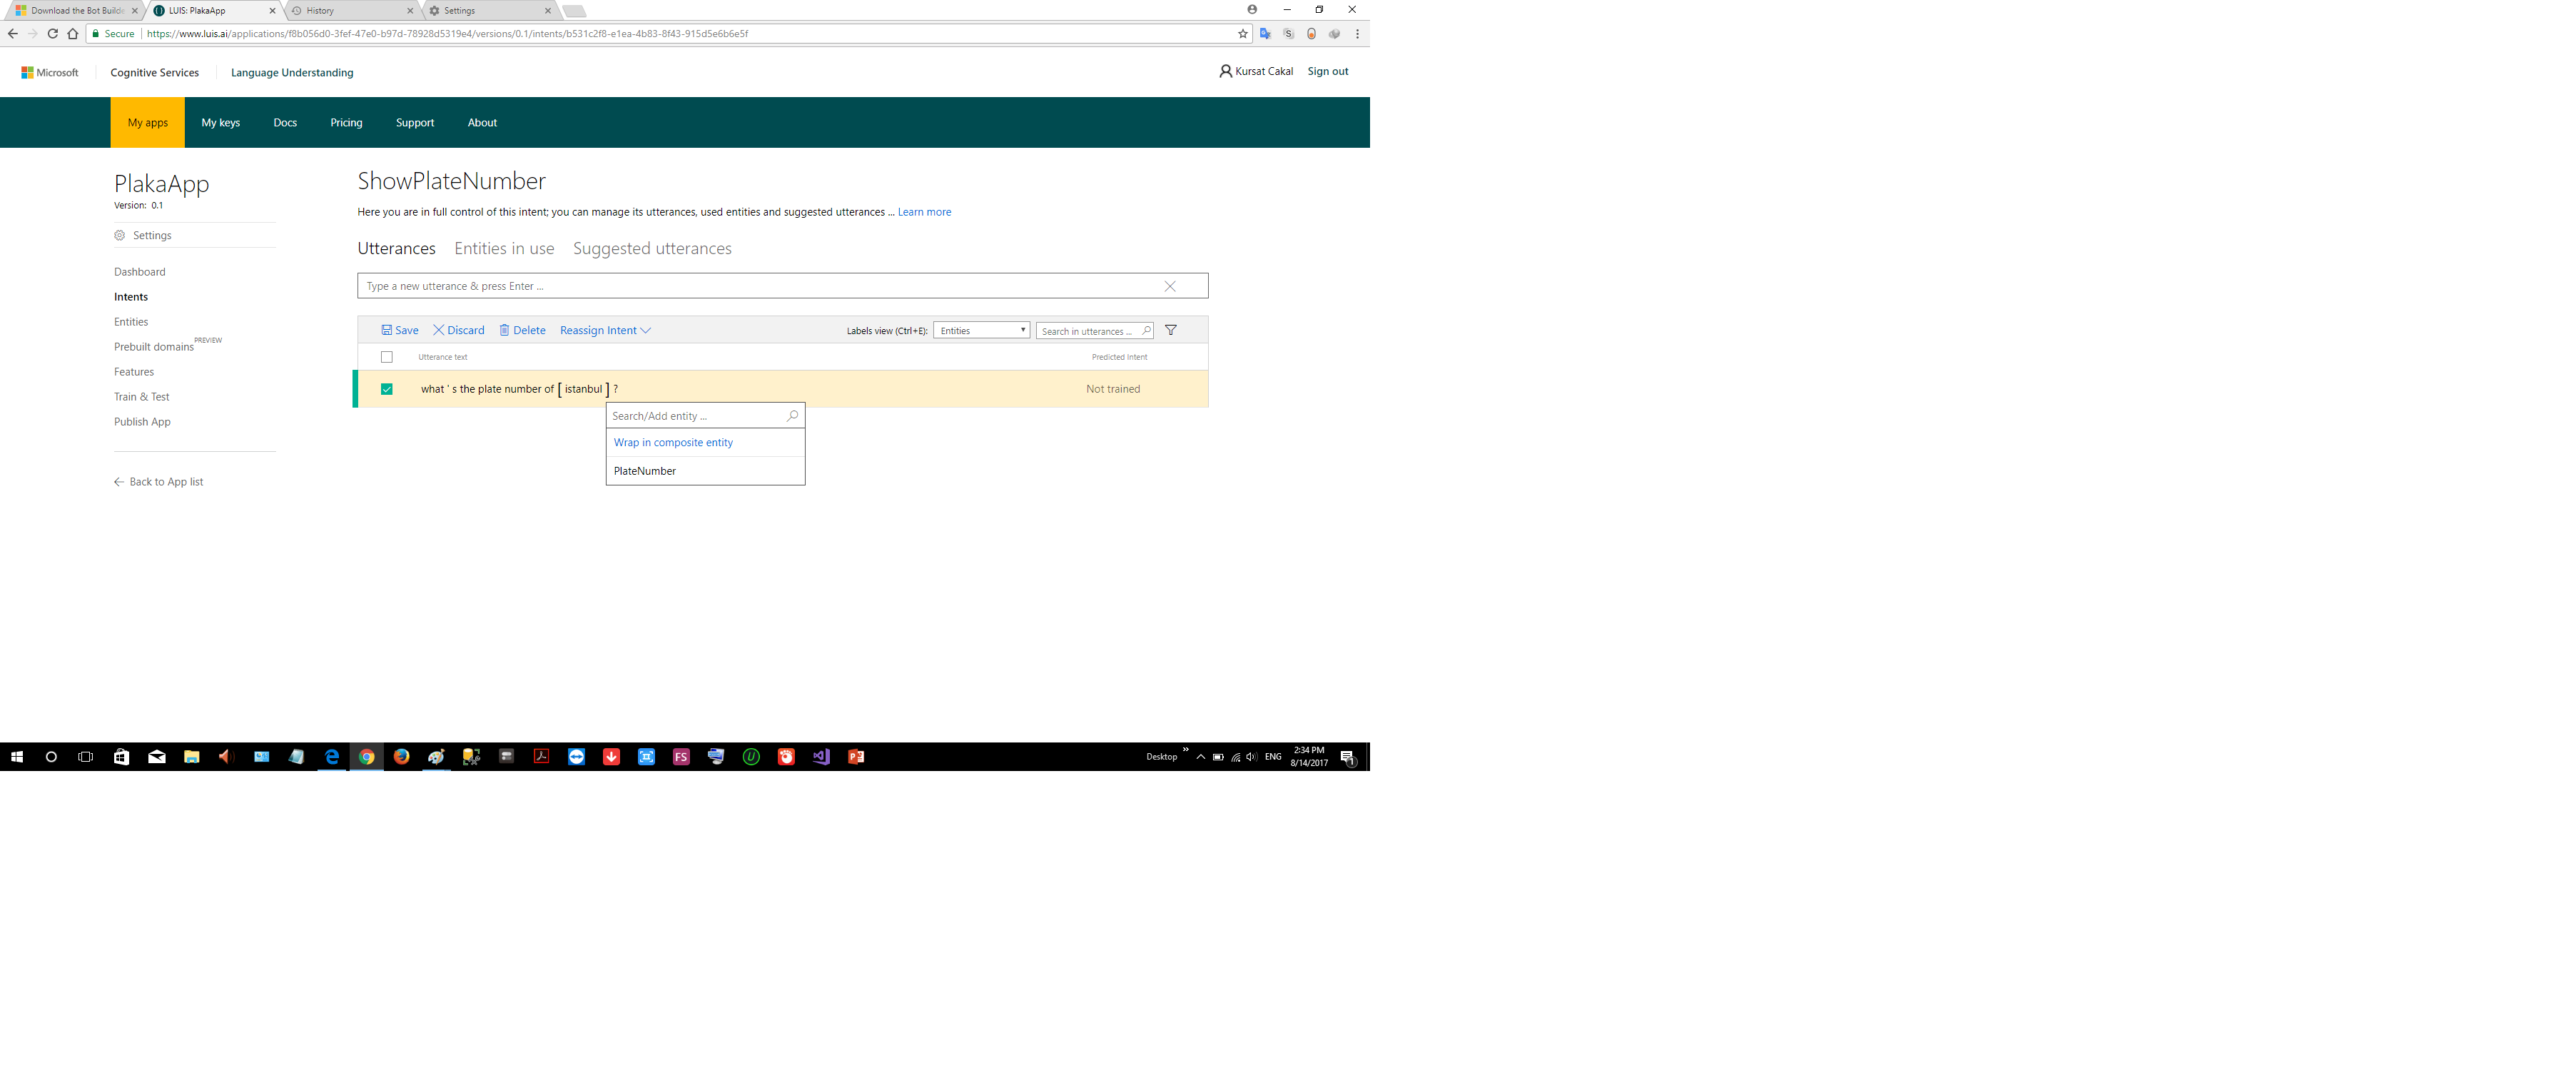 Download the Bot Builde
LUIS: PlakaApp
History
Settings
Secure
https://www.luis.ai/applications/f8b056d0-3fef-47e0-b97d-78928d5319e4/versions/0.1/intents/b531c2f8-e1ea-4b83-8f43-915d5e6b6e5f
Microsoft
Cognitive Services
Language Understanding
Kursat Cakal
Sign out
My apps
My keys
Docs
Pricing
Support
About
PlakaApp
Version: 0.1
Settings
Dashboard
Intents
Entities
Prebuilt domains PREVIEW
Features
Train & Test
Publish App
Back to App list
ShowPlateNumber
Here you are in full control of this intent; you can manage its utterances, used entities and suggested utterances ... Learn more
Utterances
Entities in use
Suggested utterances
Type a new utterance & press Enter ...
Save
Discard
Delete
Reassign Intent
Labels view (Ctrl+E):
Entities
Search in utterances ...
Utterance text
Predicted Intent
what ' s the plate number of [ istanbul ] ?
Not trained
Search/Add entity ...
Wrap in composite entity
PlateNumber
FS
Desktop
ENG
2:34 PM
8/14/2017
1